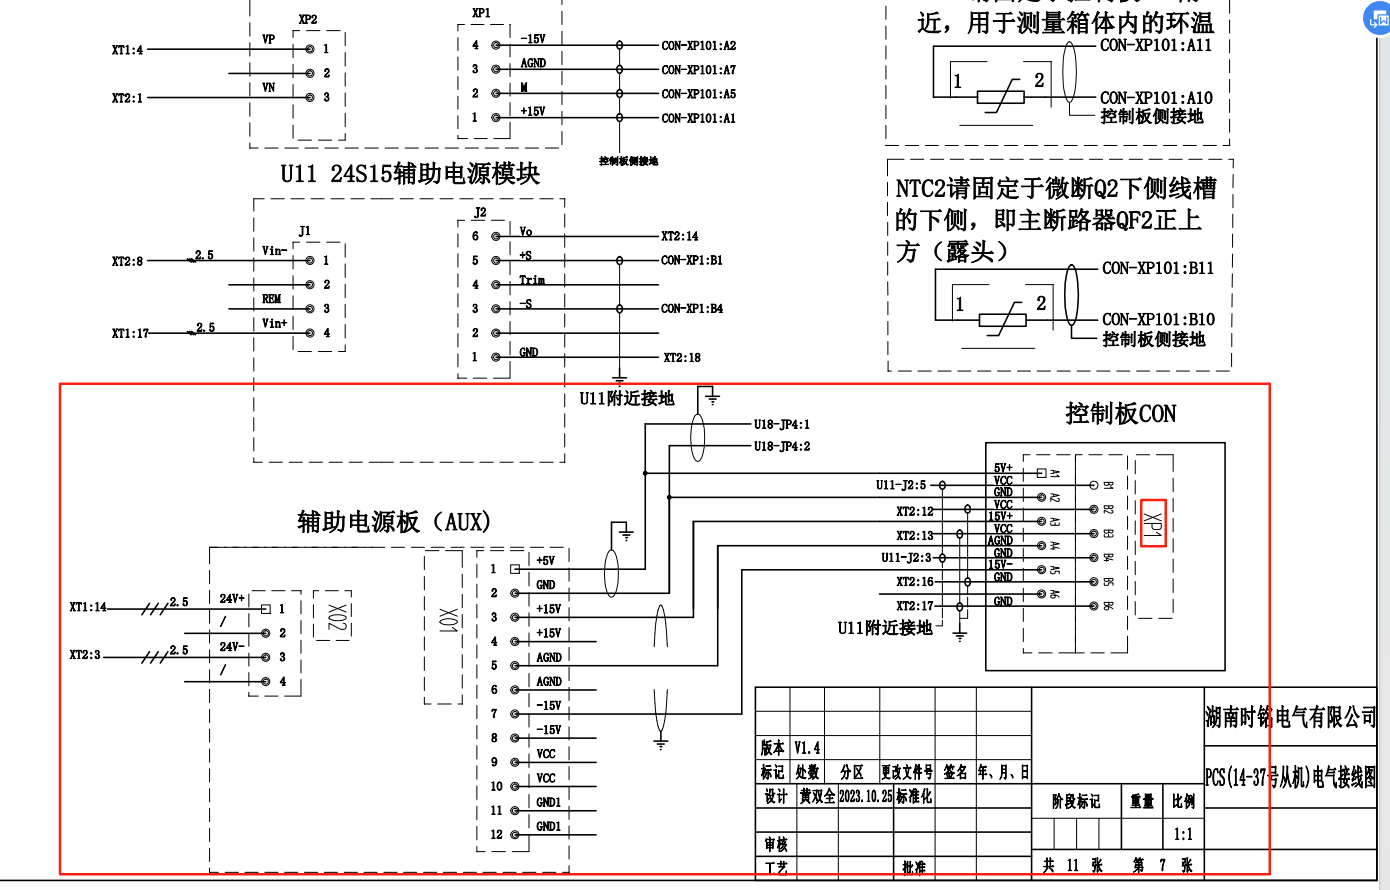 XP2
XT1:4 VP 1
2
XT2:1 VN 3
XP1
4 -15V CON-XP101:A2
3 AGND CON-XP101:A7
2 M CON-XP101:A5
1 +15V CON-XP101:A1
控制板侧接地
近，用于测量箱体内的环温
CON-XP101:A11
1 2
CON-XP101:A10
控制板侧接地
U11 24S15辅助电源模块
J1
XT2:8 2.5 Vin- 1
2
REM 3
XT1:17 2.5 Vin+ 4
J2
6 Vo XT2:14
5 +S CON-XP1:B1
4 Trim
3 -S CON-XP1:B4
2
1 GND XT2:18
U11附近接地
NTC2请固定于微断Q2下侧线槽
的下侧，即主断路器QF2正上
方（露头）
CON-XP101:B11
1 2
CON-XP101:B10
控制板侧接地
U18-JP4:1
U18-JP4:2
控制板CON
5V+ A1
U11-J2:5 VCC B1
GND A2
XT2:12 VCC B2
15V+ A3
XT2:13 VCC B3
AGND A4
U11-J2:3 GND B4
15V- A5
XT2:16 GND B5
A6
XT2:17 GND B6
XP1
U11附近接地
辅助电源板（AUX)
XT1:14 2.5 24V+ 1
/ 2
XT2:3 2.5 24V- 3
/ 4
X02
X01
1 +5V
2 GND
3 +15V
4 +15V
5 AGND
6 AGND
7 -15V
8 -15V
9 VCC
10 VCC
11 GND1
12 GND1
湖南时铭电气有限公司
版本 V1.4
标记 处数 分区 更改文件号 签名 年、月、日
PCS(14-37号从机)电气接线图
设计 黄双全 2023.10.25 标准化
阶段标记 重量 比例
1:1
审核
工艺 批准
共 11 张 第 7 张